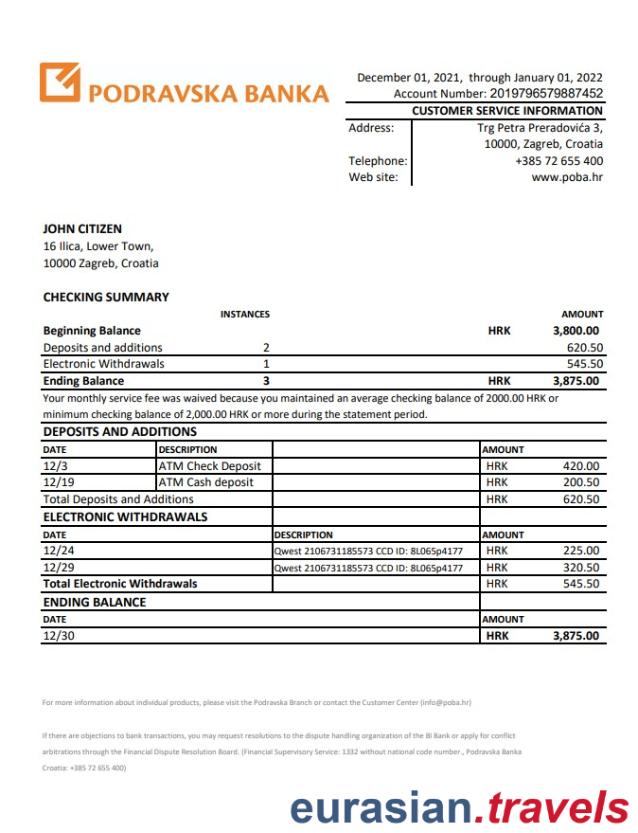 PODRAVSKA BANKA
December 01, 2021, through January 01, 2022
Account Number: 2019796579887452
CUSTOMER SERVICE INFORMATION
Address: Trg Petra Preradovića 3,
10000, Zagreb, Croatia
Telephone: +385 72 655 400
Web site: www.poba.hr
JOHN CITIZEN
16 Ilica, Lower Town,
10000 Zagreb, Croatia
CHECKING SUMMARY
INSTANCES AMOUNT
Beginning Balance HRK 3,800.00
Deposits and additions 2 620.50
Electronic Withdrawals 1 545.50
Ending Balance 3 HRK 3,875.00
Your monthly service fee was waived because you maintained an average checking balance of 2000.00 HRK or
minimum checking balance of 2,000.00 HRK or more during the statement period.
DEPOSITS AND ADDITIONS
DATE DESCRIPTION AMOUNT
12/3 ATM Check Deposit HRK 420.00
12/19 ATM Cash deposit HRK 200.50
Total Deposits and Additions HRK 620.50
ELECTRONIC WITHDRAWALS
DATE DESCRIPTION AMOUNT
12/24 Qwest 2106731185573 CCD ID: 8L065p4177 HRK 225.00
12/29 Qwest 2106731185573 CCD ID: 8L065p4177 HRK 320.50
Total Electronic Withdrawals HRK 545.50
ENDING BALANCE
DATE AMOUNT
12/30 HRK 3,875.00
For more information about individual products, please visit the Podravska Branch or contact the Customer Center (info@poba.hr)
If there are objections to bank transactions, you may request resolutions to the dispute handling organization of the BI Bank or apply for conflict
arbitrations through the Financial Dispute Resolution Board. (Financial Supervisory Service: 1332 without national code number., Podravska Banka
Croatia: +385 72 655 400)
eurasian.travels